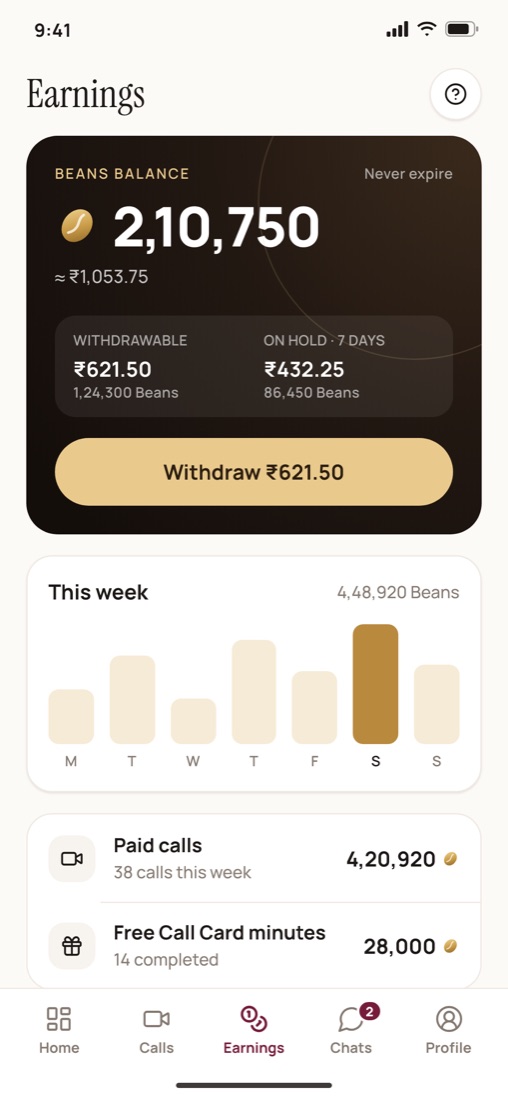 9:41
Earnings
BEANS BALANCE
Never expire
2,10,750
≈ ₹1,053.75
WITHDRAWABLE
ON HOLD · 7 DAYS
₹621.50
₹432.25
1,24,300 Beans
86,450 Beans
Withdraw ₹621.50
This week
4,48,920 Beans
M T W T F S S
Paid calls
4,20,920
38 calls this week
Free Call Card minutes
28,000
14 completed
2
Home Calls Earnings Chats Profile